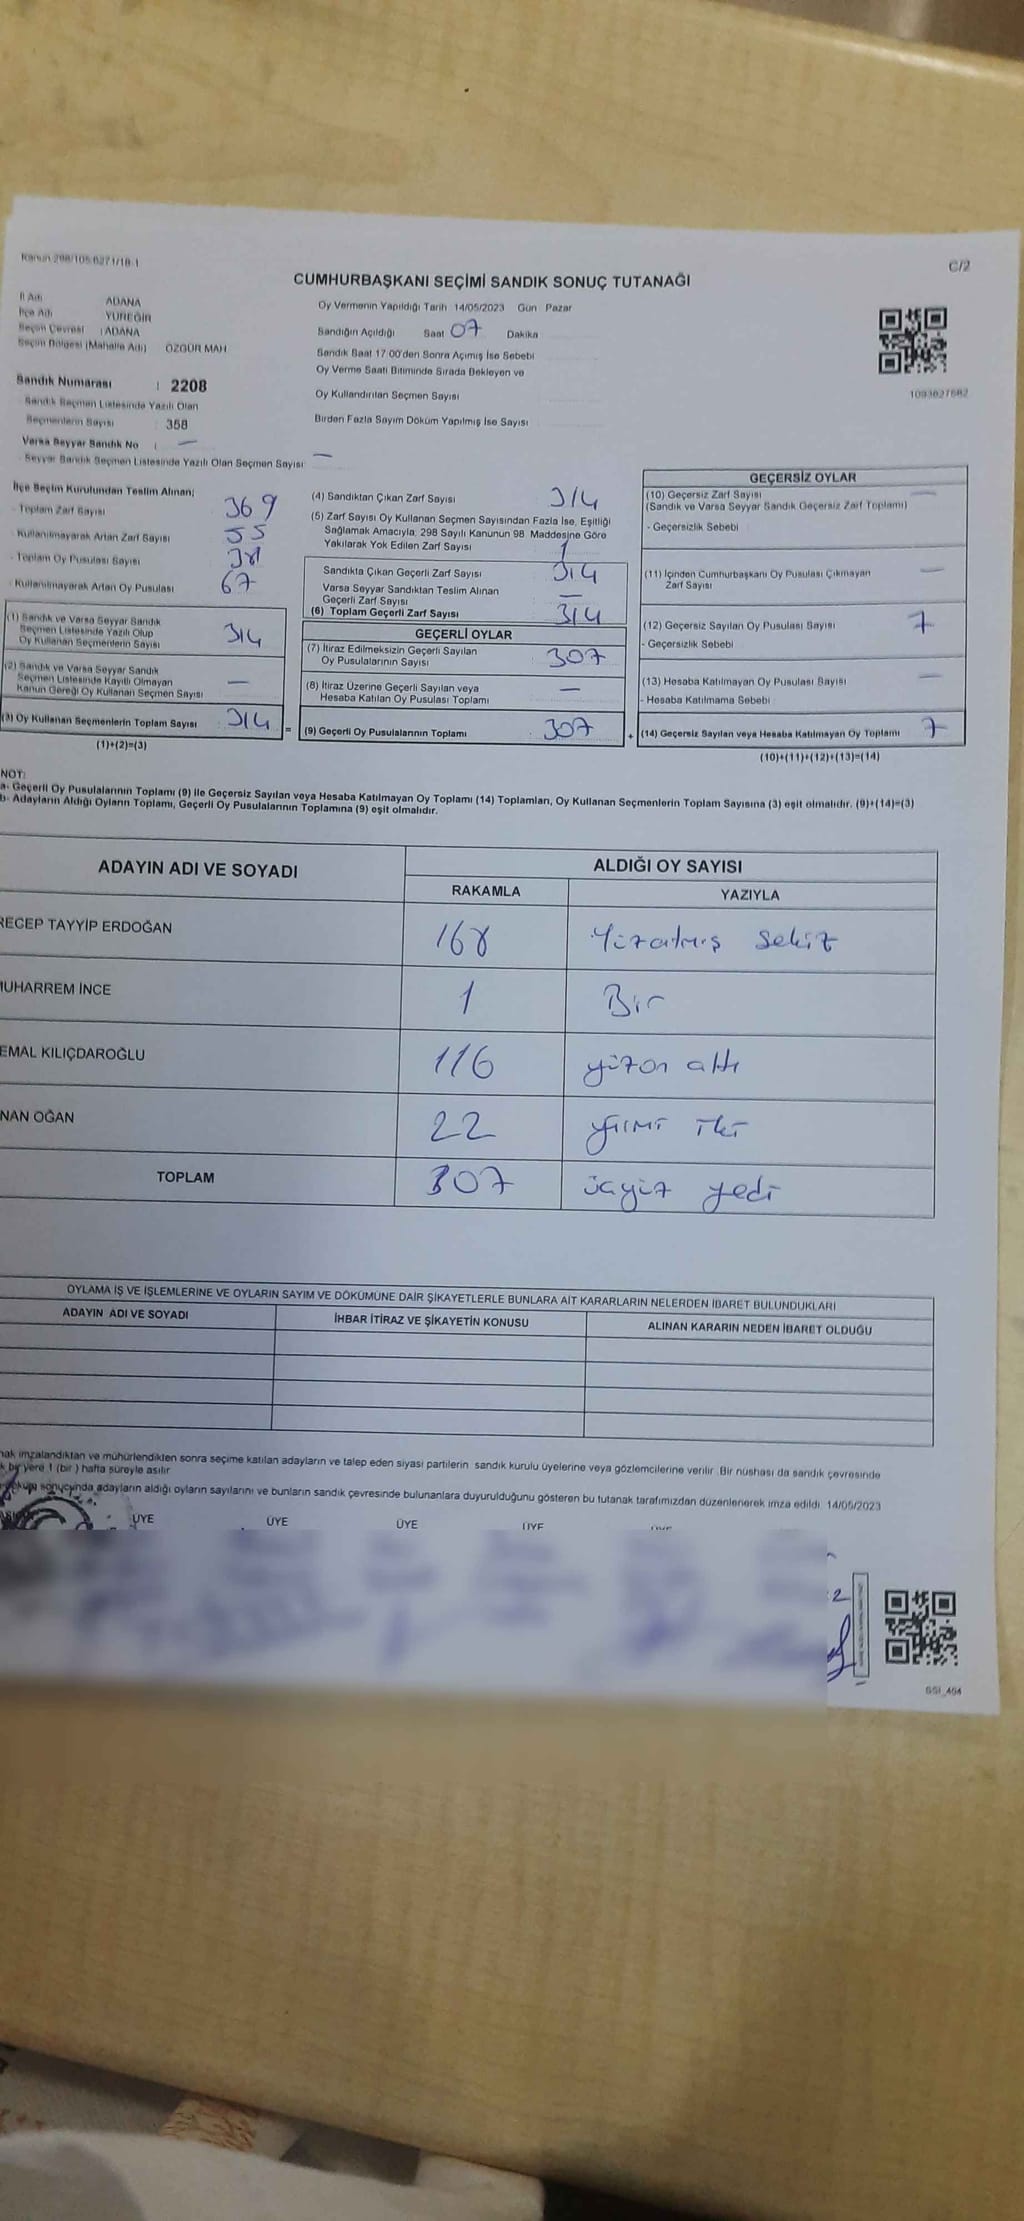 Kanun 298/105 6271/18-1
C/2
CUMHURBAŞKANI SEÇİMİ SANDIK SONUÇ TUTANAĞI
İl Adı ADANA
İlçe Adı YÜREĞİR
Seçim Çevresi : ADANA
Seçim Bölgesi (Mahalle Adı) ÖZGÜR MAH
Sandık Numarası : 2208
Sandık Seçmen Listesinde Yazılı Olan
Seçmenlerin Sayısı : 358
Varsa Seyyar Sandık No : —
- Seyyar Sandık Seçmen Listesinde Yazılı Olan Seçmen Sayısı: —
Oy Vermenin Yapıldığı Tarih 14/05/2023 Gün Pazar
Sandığın Açıldığı Saat 07 Dakika
Sandık Saat 17:00'den Sonra Açımış İse Sebebi
Oy Verme Saati Bitiminde Sırada Bekleyen ve
Oy Kullandırılan Seçmen Sayısı
Birden Fazla Sayım Döküm Yapılmış İse Sayısı
İlçe Seçim Kurulundan Teslim Alınan;
- Toplam Zarf Sayısı 369
- Kullanılmayarak Artan Zarf Sayısı 55
- Toplam Oy Pusulası Sayısı
- Kullanılmayarak Artan Oy Pusulası 67
(1) Sandık ve Varsa Seyyar Sandık
Seçmen Listesinde Yazılı Olup
Oy Kullanan Seçmenlerin Sayısı : 314
(2) Sandık ve Varsa Seyyar Sandık
Seçmen Listesinde Kayıtlı Olmayan
Kanun Gereği Oy Kullanan Seçmen Sayısı —
(3) Oy Kullanan Seçmenlerin Toplam Sayısı : 314
(1)+(2)=(3)
(4) Sandıktan Çıkan Zarf Sayısı 314
(5) Zarf Sayısı Oy Kullanan Seçmen Sayısından Fazla İse, Eşitliği
Sağlamak Amacıyla, 298 Sayılı Kanunun 98. Maddesine Göre
Yakılarak Yok Edilen Zarf Sayısı
Sandıkta Çıkan Geçerli Zarf Sayısı 314
Varsa Seyyar Sandıktan Teslim Alınan
Geçerli Zarf Sayısı —
(6) Toplam Geçerli Zarf Sayısı 314
GEÇERLİ OYLAR
(7) İtiraz Edilmeksizin Geçerli Sayılan
Oy Pusulalarının Sayısı : 307
(8) İtiraz Üzerine Geçerli Sayılan veya
Hesaba Katılan Oy Pusulası Toplamı —
= (9) Geçerli Oy Pusulalarının Toplamı : 307
GEÇERSİZ OYLAR
(10) Geçersiz Zarf Sayısı —
(Sandık ve Varsa Seyyar Sandık Geçersiz Zarf Toplamı)
- Geçersizlik Sebebi
(11) İçinden Cumhurbaşkanı Oy Pusulası Çıkmayan
Zarf Sayısı —
(12) Geçersiz Sayılan Oy Pusulası Sayısı 7
- Geçersizlik Sebebi
(13) Hesaba Katılmayan Oy Pusulası Sayısı —
- Hesaba Katılmama Sebebi
+ (14) Geçersiz Sayılan veya Hesaba Katılmayan Oy Toplamı 7
(10)+(11)+(12)+(13)=(14)
NOT:
a- Geçerli Oy Pusulalarının Toplamı (9) ile Geçersiz Sayılan veya Hesaba Katılmayan Oy Toplamı (14) Toplamları, Oy Kullanan Seçmenlerin Toplam Sayısına (3) eşit olmalıdır. (9)+(14)=(3)
b- Adayların Aldığı Oyların Toplamı, Geçerli Oy Pusulalarının Toplamına (9) eşit olmalıdır.
ADAYIN ADI VE SOYADI ALDIĞI OY SAYISI
RAKAMLA YAZIYLA
RECEP TAYYİP ERDOĞAN 168 Yüzatmış sekiz
MUHARREM İNCE 1 Bir
EMAL KILIÇDAROĞLU 116 yüzon altı
NAN OĞAN 22 yirmi iki
TOPLAM 307 üçyüz yedi
OYLAMA İŞ VE İŞLEMLERİNE VE OYLARIN SAYIM VE DÖKÜMÜNE DAİR ŞİKAYETLERLE BUNLARA AİT KARARLARIN NELERDEN İBARET BULUNDUKLARI
ADAYIN ADI VE SOYADI İHBAR İTİRAZ VE ŞİKAYETİN KONUSU ALINAN KARARIN NEDEN İBARET OLDUĞU
nak imzalandıktan ve mühürlendikten sonra seçime katılan adayların ve talep eden siyasi partilerin sandık kurulu üyelerine veya gözlemcilerine verilir. Bir nüshası da sandık çevresinde
k bir yere 1 (bir) hafta süreyle asılır
sonucunda adayların aldığı oyların sayılarını ve bunların sandık çevresinde bulunanlara duyurulduğunu gösteren bu tutanak tarafımızdan düzenlenerek imza edildi. 14/05/2023
ÜYE ÜYE ÜYE ÜYE
SSI_454